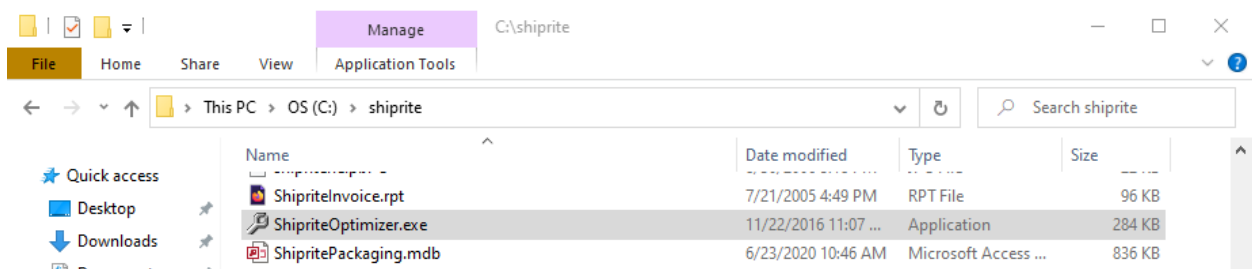 Manage C:\shiprite
File Home Share View Application Tools
This PC > OS (C:) > shiprite Search shiprite
Name Date modified Type Size
Quick access
ShipriteInvoice.rpt 7/21/2005 4:49 PM RPT File 96 KB
Desktop
ShipriteOptimizer.exe 11/22/2016 11:07 ... Application 284 KB
Downloads
ShipritePackaging.mdb 6/23/2020 10:46 AM Microsoft Access ... 836 KB